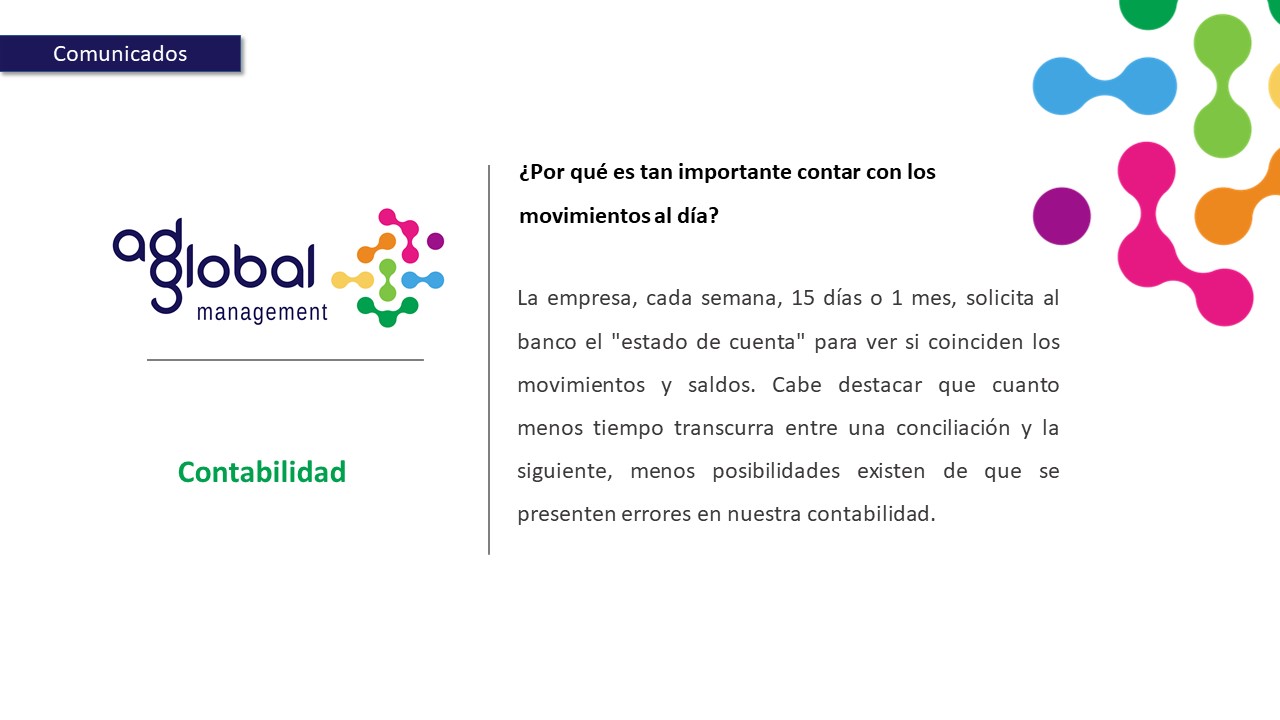 Comunicados
ad global
management
Contabilidad
¿Por qué es tan importante contar con los
movimientos al día?
La empresa, cada semana, 15 días o 1 mes, solicita al
banco el "estado de cuenta" para ver si coinciden los
movimientos y saldos. Cabe destacar que cuanto
menos tiempo transcurra entre una conciliación y la
siguiente, menos posibilidades existen de que se
presenten errores en nuestra contabilidad.